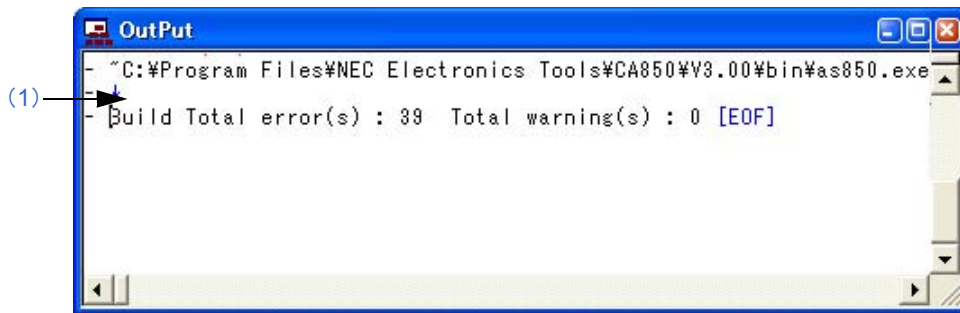 OutPut
- ~C:¥Program Files¥NEC Electronics Tools¥CA850¥V3.00¥bin¥as850.exe
(1)
- ↓
- Build Total error(s) : 39 Total warning(s) : 0 [EOF]